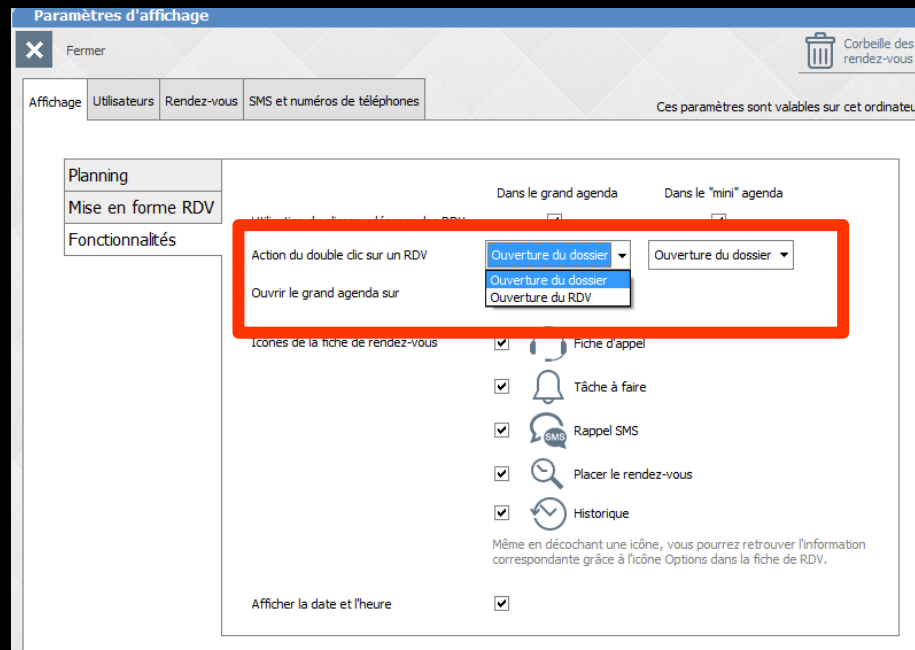 Paramètres d'affichage
Fermer
Corbeille des
rendez-vous
Affichage
Utilisateurs
Rendez-vous
SMS et numéros de téléphones
Ces paramètres sont valables sur cet ordinateu
Planning
Mise en forme RDV
Fonctionnalités
Dans le grand agenda
Dans le "mini" agenda
Action du double clic sur un RDV
Ouverture du dossier
Ouverture du dossier
Ouverture du dossier
Ouverture du RDV
Ouvrir le grand agenda sur
Icônes de la fiche de rendez-vous
Fiche d'appel
Tâche à faire
SMS
Rappel SMS
Placer le rendez-vous
Historique
Même en décochant une icône, vous pourrez retrouver l'information
correspondante grâce à l'icône Options dans la fiche de RDV.
Afficher la date et l'heure